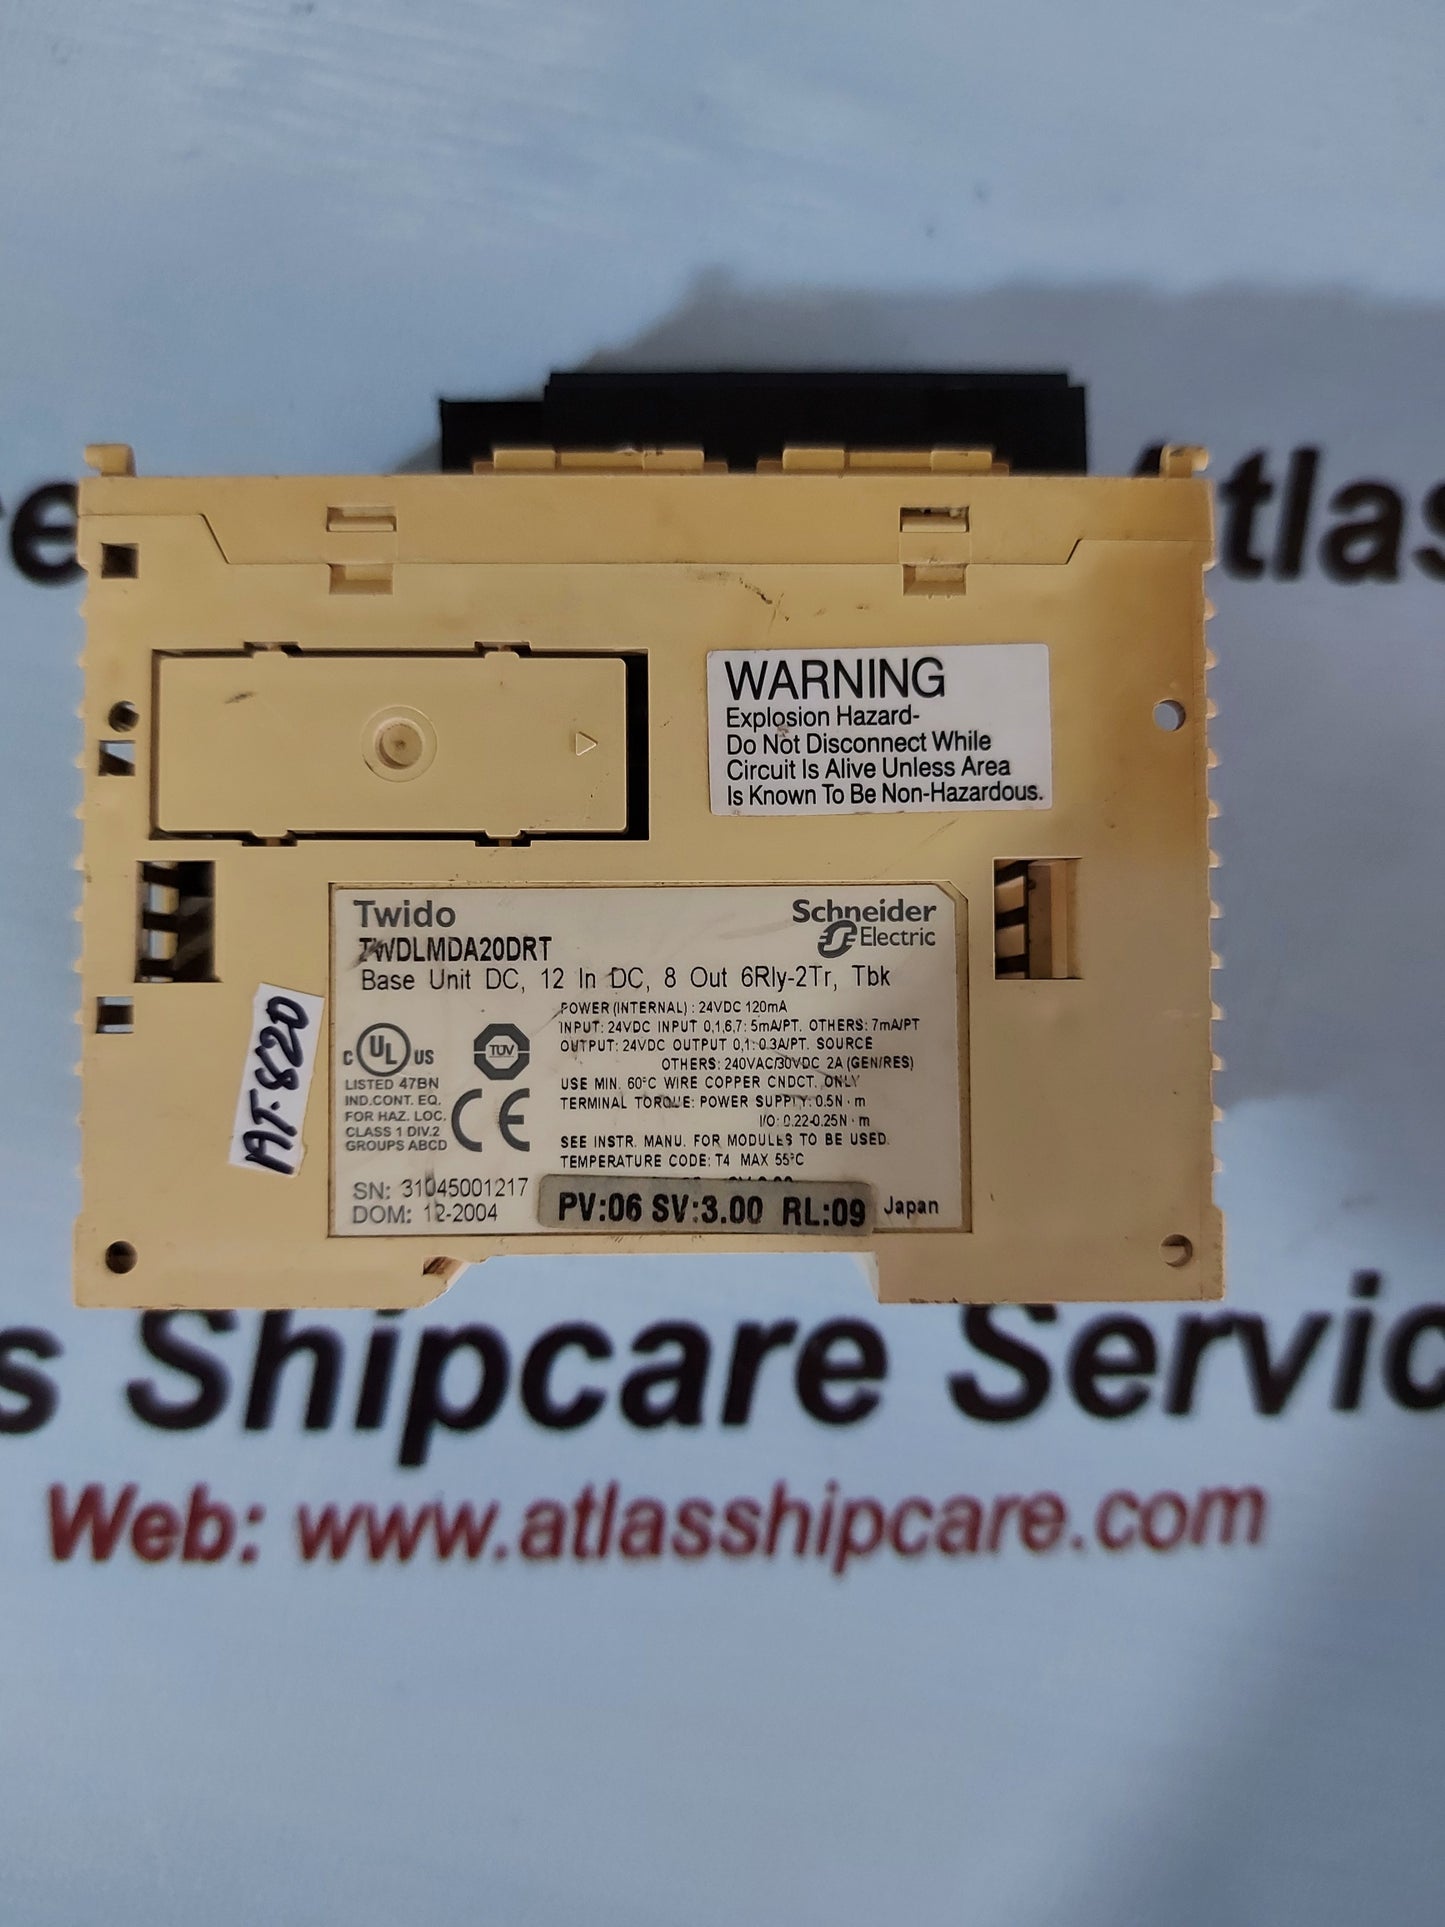 WARNING
Explosion Hazard-
Do Not Disconnect While
Circuit Is Alive Unless Area
Is Known To Be Non-Hazardous.
Twido
Schneider
Electric
TWDLMDA20DRT
Base Unit DC, 12 In DC, 8 Out 6Rly-2Tr, Tbk
POWER (INTERNAL) : 24VDC 120mA
INPUT: 24VDC INPUT 0,1,6,7: 5mA/PT. OTHERS: 7mA/PT
OUTPUT: 24VDC OUTPUT 0,1: 0.3A/PT. SOURCE
OTHERS: 240VAC/30VDC 2A (GEN/RES)
USE MIN. 60°C WIRE COPPER CNDCT. ONLY
TERMINAL TORQUE: POWER SUPPLY: 0.5N·m
I/O: 0.22-0.25N·m
SEE INSTR. MANU. FOR MODULES TO BE USED.
TEMPERATURE CODE: T4 MAX 55°C
C UL US
TÜV
LISTED 47BN
IND.CONT. EQ.
FOR HAZ. LOC.
CLASS 1 DIV.2
GROUPS ABCD
CE
SN: 31045001217
DOM: 12-2004
PV:06 SV:3.00 RL:09
Japan
AT-820
re
Atlas
s Shipcare Servic
Web: www.atlasshipcare.com